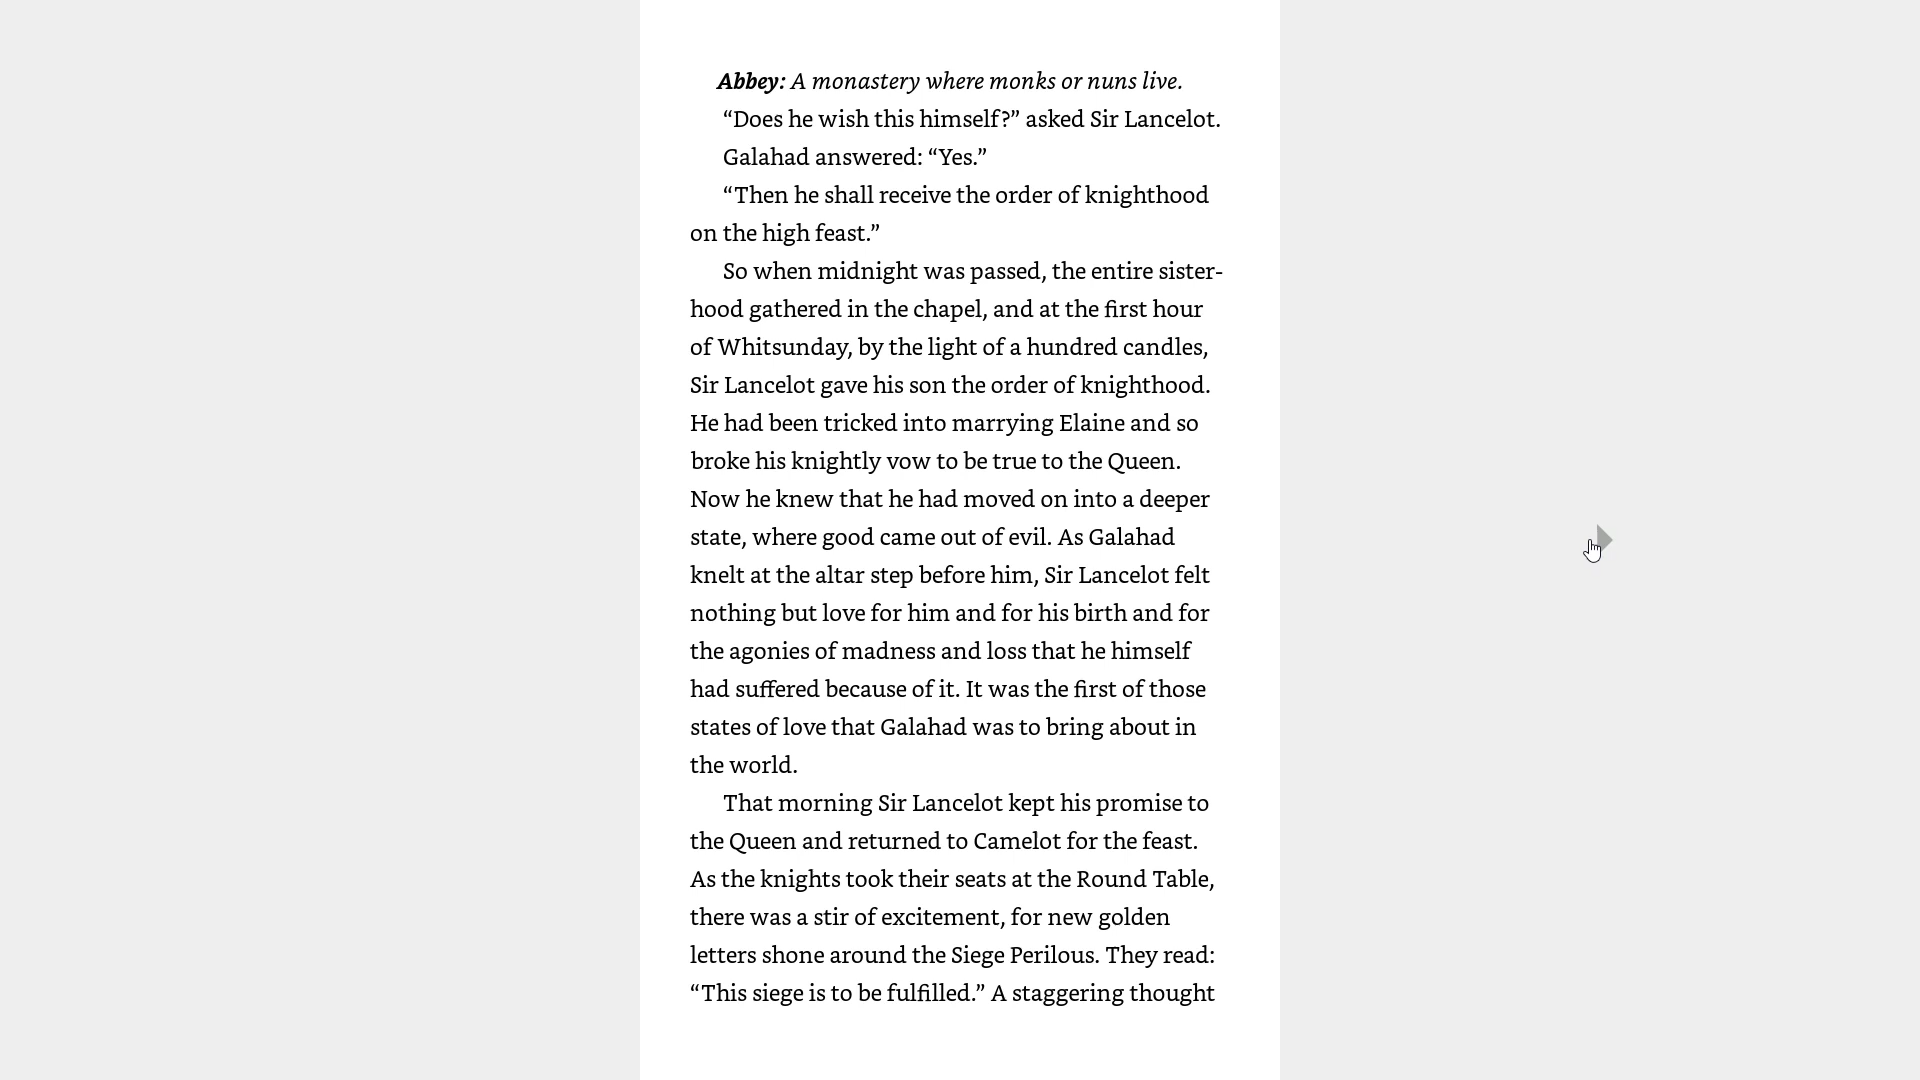 Abbey: A monastery where monks or nuns live.
“Does he wish this himself?” asked Sir Lancelot.
Galahad answered: “Yes.”
“Then he shall receive the order of knighthood
on the high feast.”
So when midnight was passed, the entire sister-
hood gathered in the chapel, and at the first hour
of Whitsunday, by the light of a hundred candles,
Sir Lancelot gave his son the order of knighthood.
He had been tricked into marrying Elaine and so
broke his knightly vow to be true to the Queen.
Now he knew that he had moved on into a deeper
state, where good came out of evil. As Galahad
knelt at the altar step before him, Sir Lancelot felt
nothing but love for him and for his birth and for
the agonies of madness and loss that he himself
had suffered because of it. It was the first of those
states of love that Galahad was to bring about in
the world.
That morning Sir Lancelot kept his promise to
the Queen and returned to Camelot for the feast.
As the knights took their seats at the Round Table,
there was a stir of excitement, for new golden
letters shone around the Siege Perilous. They read:
“This siege is to be fulfilled.” A staggering thought